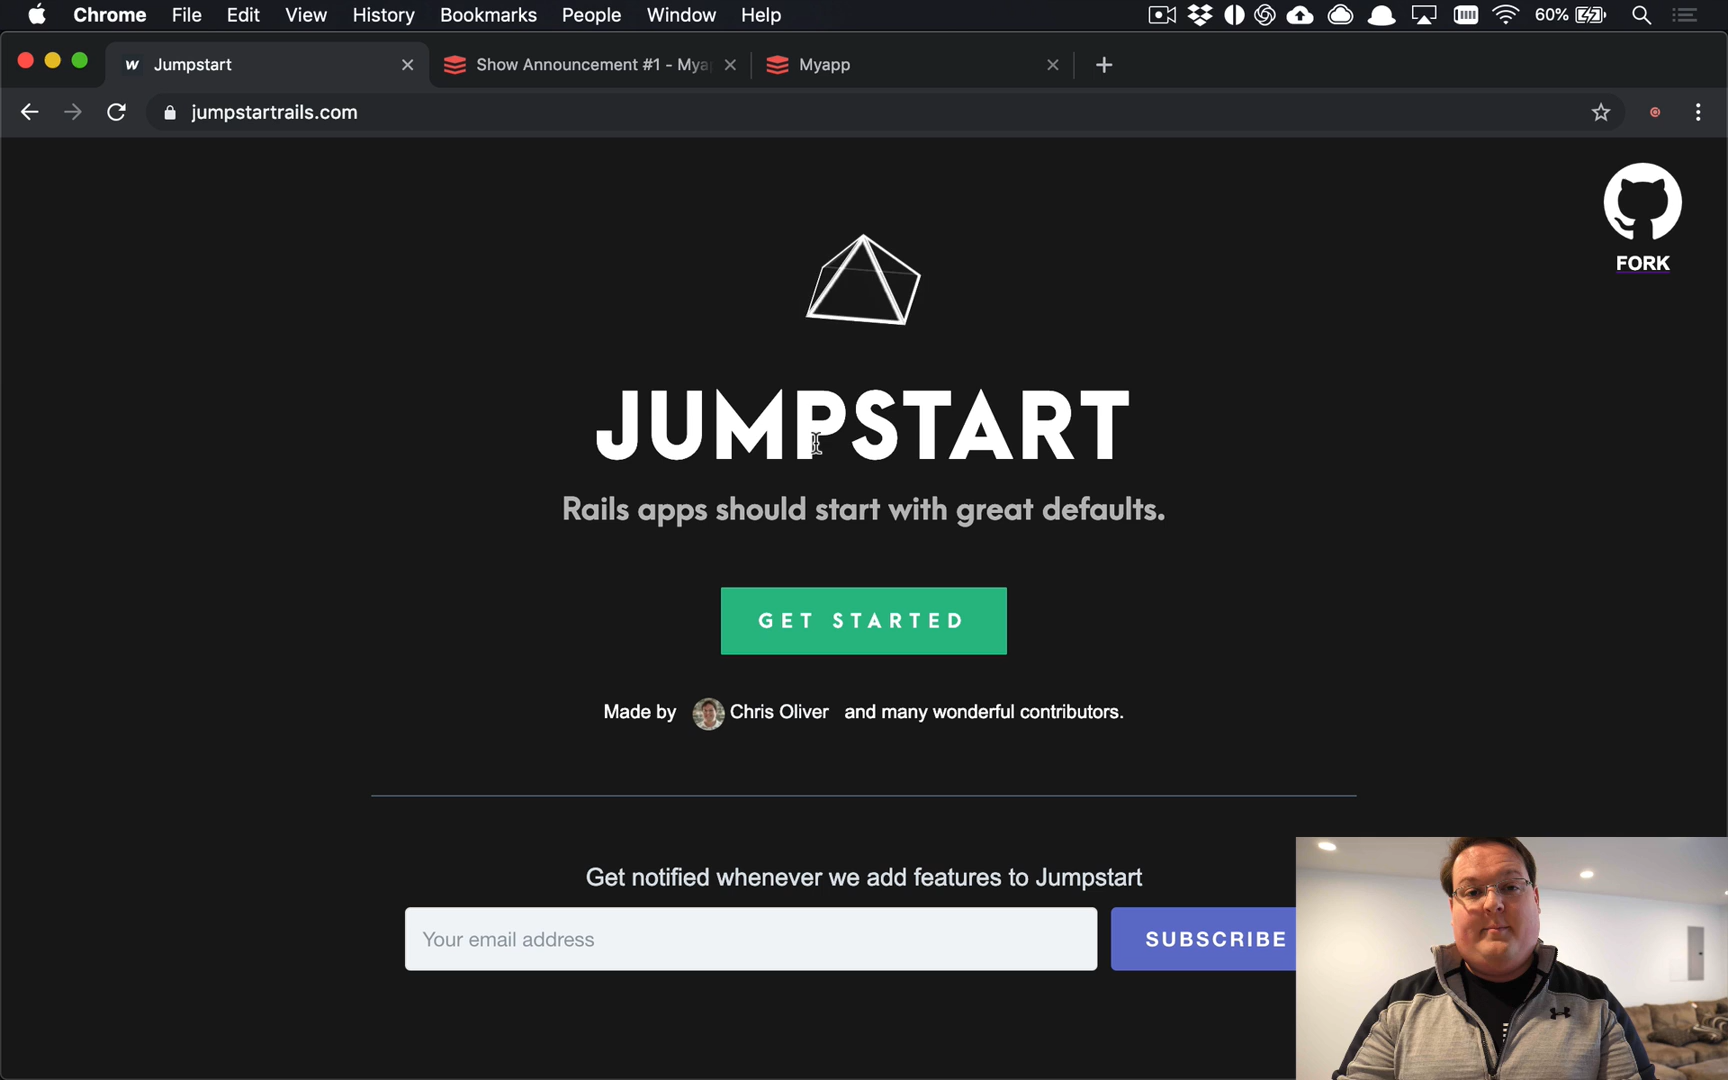 Chrome File Edit View History Bookmarks People Window Help 60%
W Jumpstart Show Announcement #1 - Mya Myapp
jumpstartrails.com
FORK
JUMPSTART
Rails apps should start with great defaults.
GET STARTED
Made by Chris Oliver and many wonderful contributors.
Get notified whenever we add features to Jumpstart
Your email address SUBSCRIBE